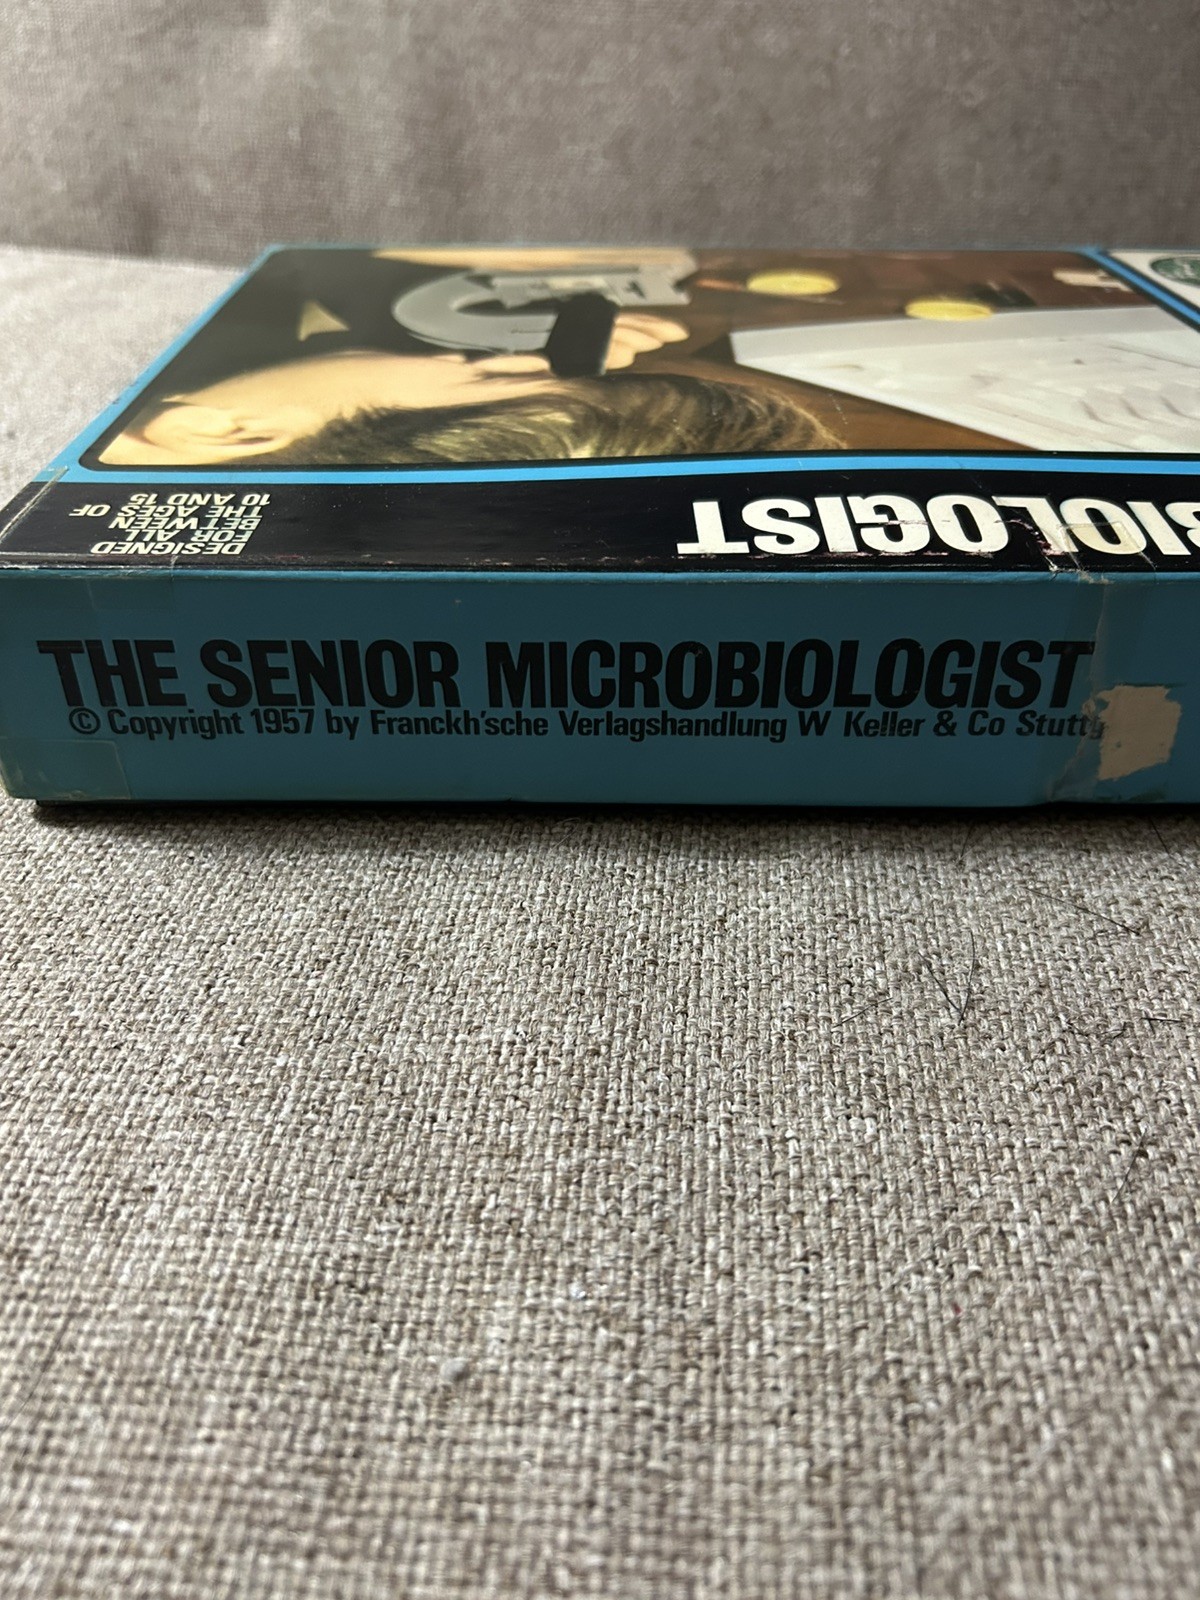 DESIGNED
FOR ALL
BETWEEN
THE AGES OF
10 AND 15
BIOLOGIST
THE SENIOR MICROBIOLOGIST
© Copyright 1957 by Franckh'sche Verlagshandlung W Keller & Co Stuttg